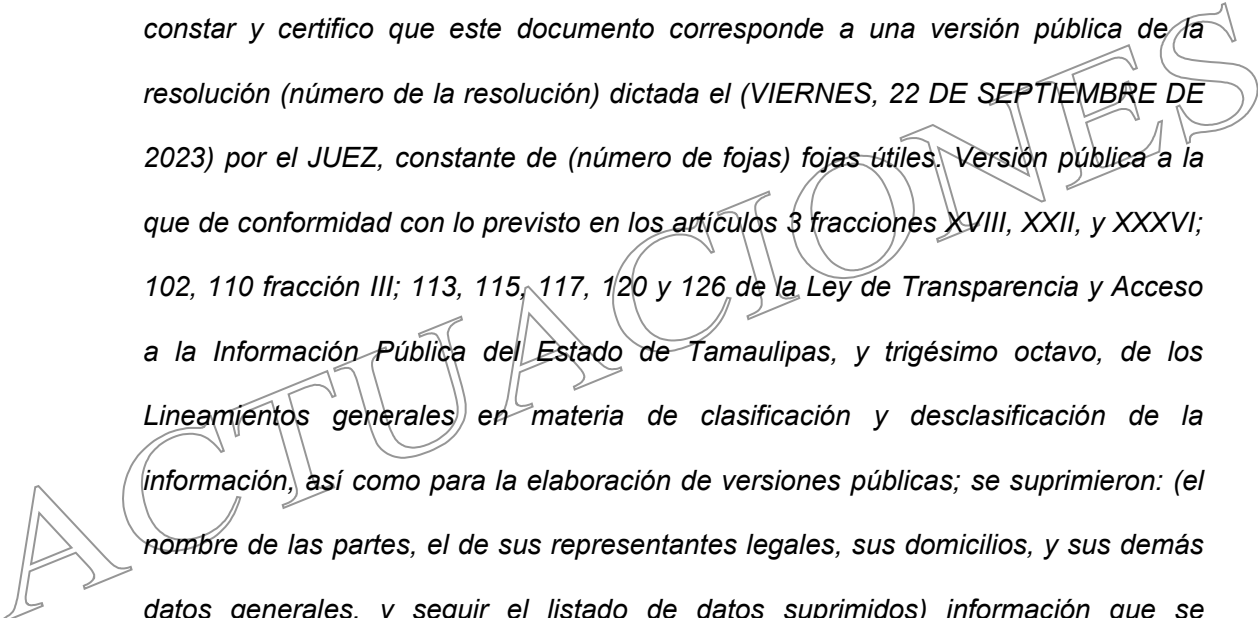 constar y certifico que este documento corresponde a una versión pública de la
resolución (número de la resolución) dictada el (VIERNES, 22 DE SEPTIEMBRE DE
2023) por el JUEZ, constante de (número de fojas) fojas útiles. Versión pública a la
que de conformidad con lo previsto en los artículos 3 fracciones XVIII, XXII, y XXXVI;
102, 110 fracción III; 113, 115, 117, 120 y 126 de la Ley de Transparencia y Acceso
a la Información Pública del Estado de Tamaulipas, y trigésimo octavo, de los
Lineamientos generales en materia de clasificación y desclasificación de la
información, así como para la elaboración de versiones públicas; se suprimieron: (el
nombre de las partes, el de sus representantes legales, sus domicilios, y sus demás
datos generales, y seguir el listado de datos suprimidos) información que se
ACTUACIONES